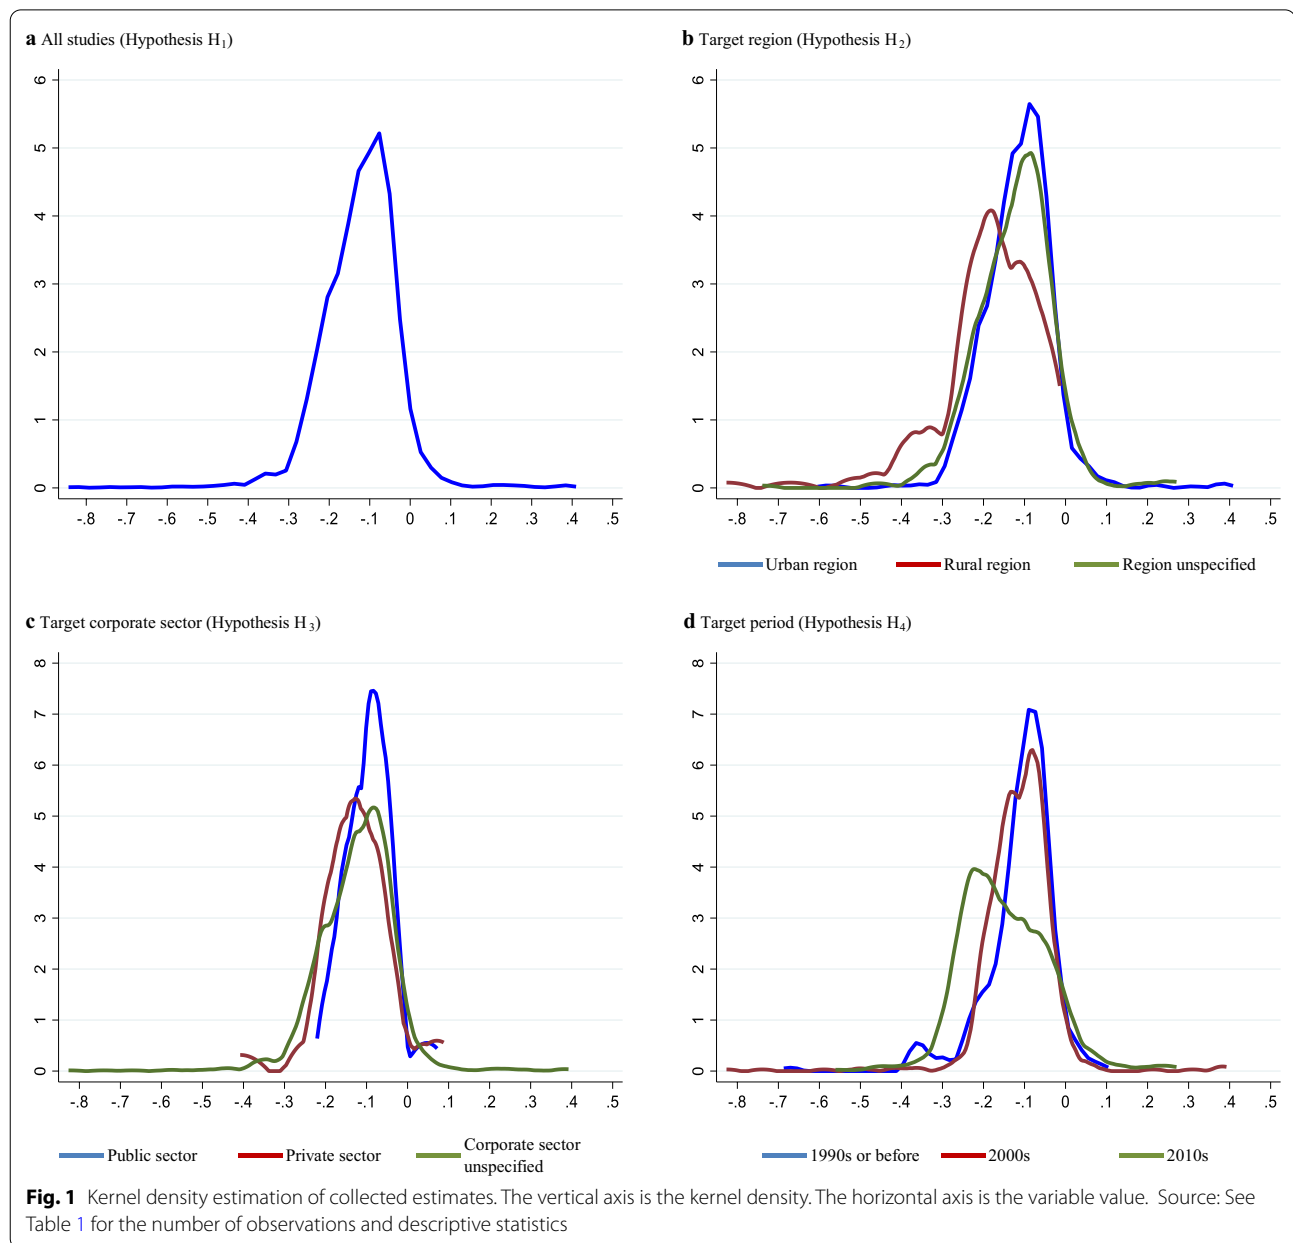 a All studies (Hypothesis H1)
6
5
4
3
2
1
0
-.8 -.7 -.6 -.5 -.4 -.3 -.2 -.1 0 .1 .2 .3 .4 .5
b Target region (Hypothesis H2)
6
5
4
3
2
1
0
-.8 -.7 -.6 -.5 -.4 -.3 -.2 -.1 0 .1 .2 .3 .4 .5
Urban region Rural region Region unspecified
c Target corporate sector (Hypothesis H3)
8
7
6
5
4
3
2
1
0
-.8 -.7 -.6 -.5 -.4 -.3 -.2 -.1 0 .1 .2 .3 .4 .5
Public sector Private sector Corporate sector
unspecified
d Target period (Hypothesis H4)
8
7
6
5
4
3
2
1
0
-.8 -.7 -.6 -.5 -.4 -.3 -.2 -.1 0 .1 .2 .3 .4 .5
1990s or before 2000s 2010s
Fig. 1 Kernel density estimation of collected estimates. The vertical axis is the kernel density. The horizontal axis is the variable value. Source: See
Table 1 for the number of observations and descriptive statistics